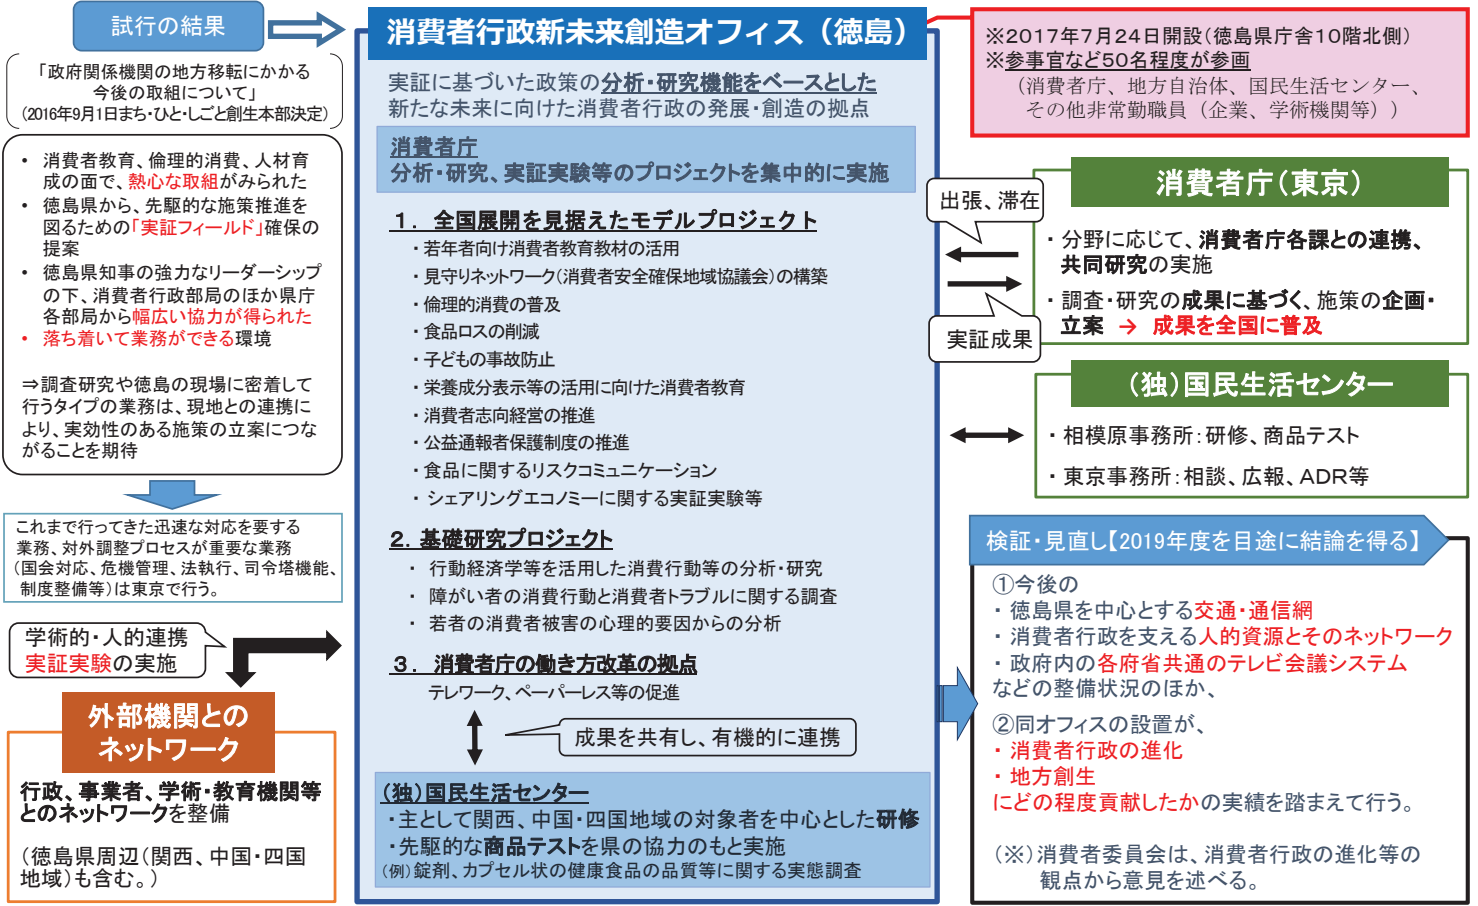 試行の結果
「政府関係機関の地方移転にかかる
今後の取組について」
(2016年9月1日まち・ひと・しごと創生本部決定)
• 消費者教育、倫理的消費、人材育
成の面で、熱心な取組がみられた
• 徳島県から、先駆的な施策推進を
図るための「実証フィールド」確保の
提案
• 徳島県知事の強力なリーダーシップ
の下、消費者行政部局のほか県庁
各部局から幅広い協力が得られた
• 落ち着いて業務ができる環境
⇒調査研究や徳島の現場に密着して
行うタイプの業務は、現地との連携に
より、実効性のある施策の立案につな
がることを期待
これまで行ってきた迅速な対応を要する
業務、対外調整プロセスが重要な業務
(国会対応、危機管理、法執行、司令塔機能、
制度整備等)は東京で行う。
学術的・人的連携
実証実験の実施
外部機関との
ネットワーク
行政、事業者、学術・教育機関等
とのネットワークを整備
(徳島県周辺(関西、中国・四国
地域)も含む。)
消費者行政新未来創造オフィス(徳島)
実証に基づいた政策の分析・研究機能をベースとした
新たな未来に向けた消費者行政の発展・創造の拠点
消費者庁
分析・研究、実証実験等のプロジェクトを集中的に実施
1. 全国展開を見据えたモデルプロジェクト
・若年者向け消費者教育教材の活用
・見守りネットワーク(消費者安全確保地域協議会)の構築
・倫理的消費の普及
・食品ロスの削減
・子どもの事故防止
・栄養成分表示等の活用に向けた消費者教育
・消費者志向経営の推進
・公益通報者保護制度の推進
・食品に関するリスクコミュニケーション
・シェアリングエコノミーに関する実証実験等
2. 基礎研究プロジェクト
・ 行動経済学等を活用した消費行動等の分析・研究
・ 障がい者の消費行動と消費者トラブルに関する調査
・ 若者の消費者被害の心理的要因からの分析
3. 消費者庁の働き方改革の拠点
テレワーク、ペーパーレス等の促進
成果を共有し、有機的に連携
(独)国民生活センター
・主として関西、中国・四国地域の対象者を中心とした研修
・先駆的な商品テストを県の協力のもと実施
(例)錠剤、カプセル状の健康食品の品質等に関する実態調査
※2017年7月24日開設(徳島県庁舎10階北側)
※参事官など50名程度が参画
(消費者庁、地方自治体、国民生活センター、
その他非常勤職員(企業、学術機関等))
出張、滞在
実証成果
消費者庁(東京)
・分野に応じて、消費者庁各課との連携、
共同研究の実施
・調査・研究の成果に基づく、施策の企画・
立案 → 成果を全国に普及
(独)国民生活センター
・相模原事務所:研修、商品テスト
・東京事務所:相談、広報、ADR等
検証・見直し【2019年度を目途に結論を得る】
①今後の
・徳島県を中心とする交通・通信網
・消費者行政を支える人的資源とそのネットワーク
・政府内の各府省共通のテレビ会議システム
などの整備状況のほか、
②同オフィスの設置が、
・消費者行政の進化
・地方創生
にどの程度貢献したかの実績を踏まえて行う。
(※)消費者委員会は、消費者行政の進化等の
観点から意見を述べる。